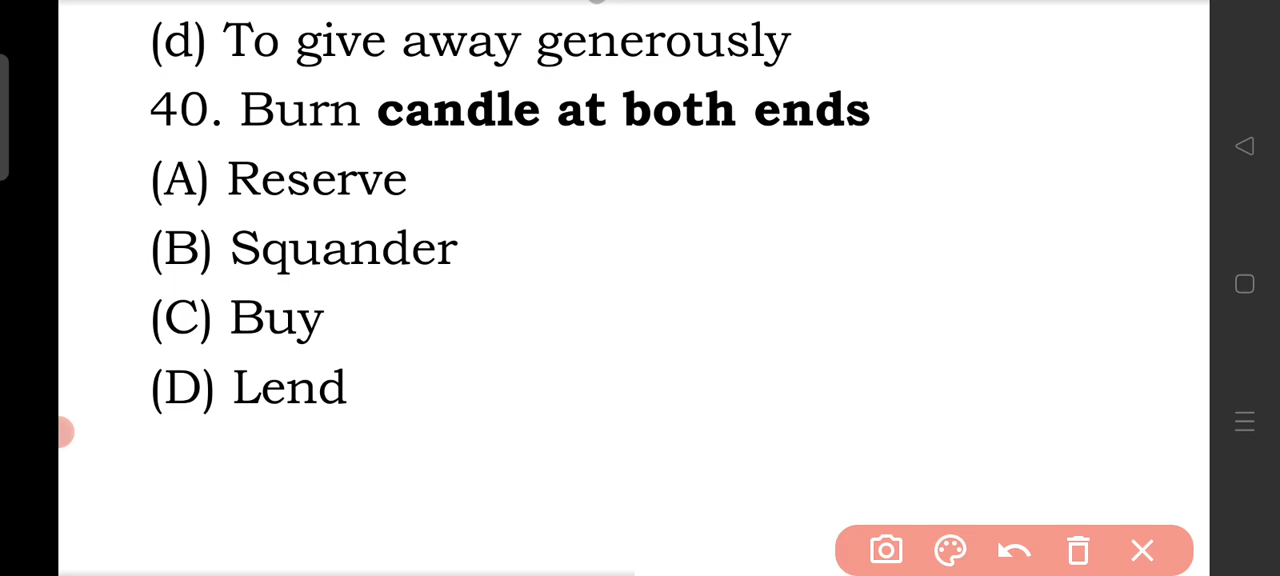 (d) To give away generously
40. Burn candle at both ends
(A) Reserve
(B) Squander
(C) Buy
(D) Lend